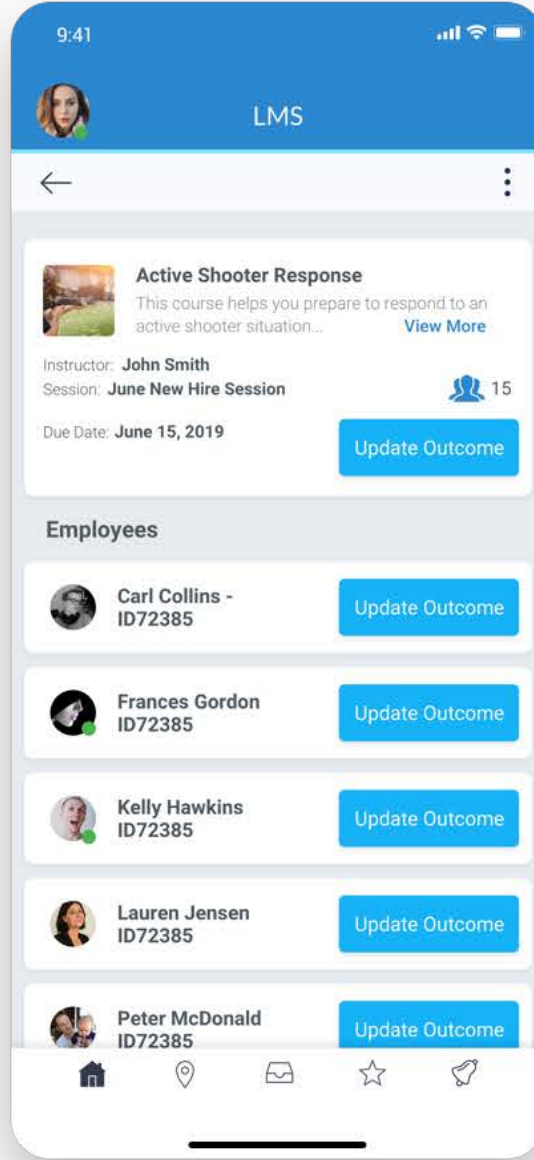 9:41
LMS
Active Shooter Response
This course helps you prepare to respond to an
active shooter situation... View More
Instructor: John Smith
Session: June New Hire Session
15
Due Date: June 15, 2019
Update Outcome
Employees
Carl Collins -
ID72385
Update Outcome
Frances Gordon
ID72385
Update Outcome
Kelly Hawkins
ID72385
Update Outcome
Lauren Jensen
ID72385
Update Outcome
Peter McDonald
ID72385
Update Outcome